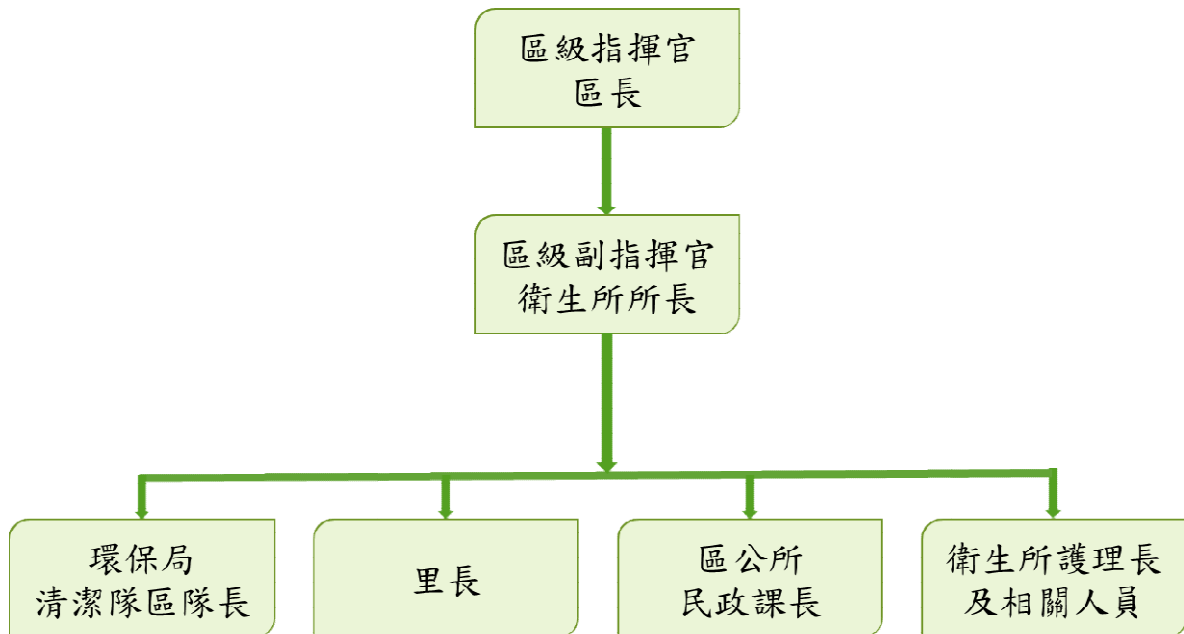 區級指揮官
區長
區級副指揮官
衛生所所長
環保局
清潔隊區隊長
里長
區公所
民政課長
衛生所護理長
及相關人員